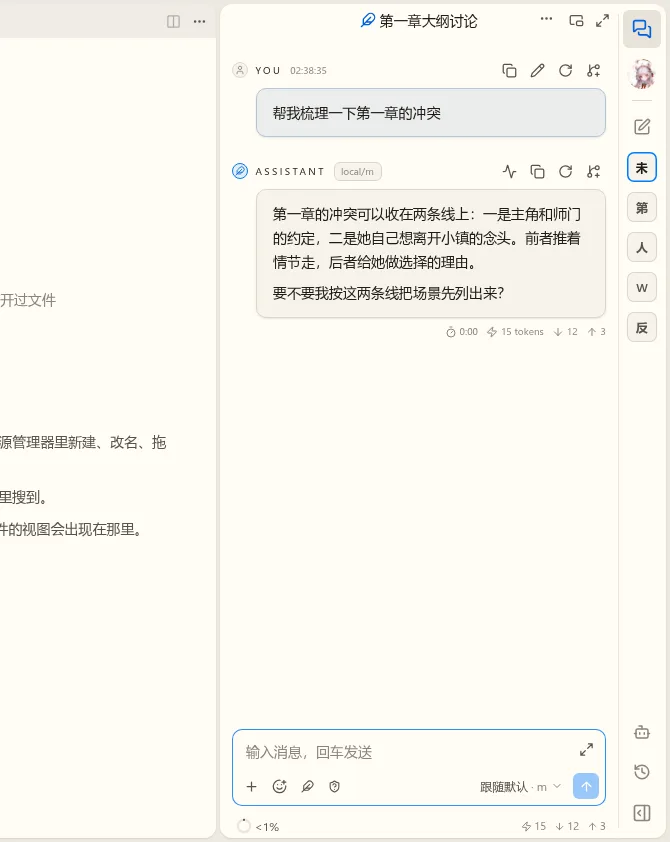 第一章大纲讨论
YOU 02:38:35
帮我梳理一下第一章的冲突
ASSISTANT local/m
第一章的冲突可以收在两条线上：一是主角和师门
的约定，二是她自己想离开小镇的念头。前者推着
情节走，后者给她做选择的理由。
要不要我按这两条线把场景先列出来？
0:00 15 tokens ↓ 12 ↑ 3
开过文件
源管理器里新建、改名、拖
里搜到。
件的视图会出现在那里。
未
第
人
W
反
输入消息，回车发送
跟随默认 · m
<1% 15 ↓ 12 ↑ 3